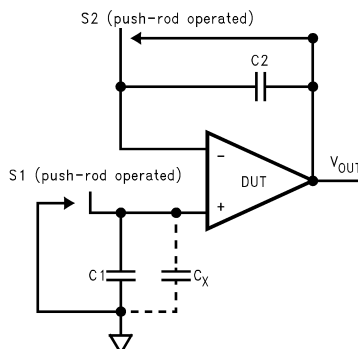 S2 (push-rod operated)
C2
−
DUT
+
VOUT
S1 (push-rod operated)
C1
CX